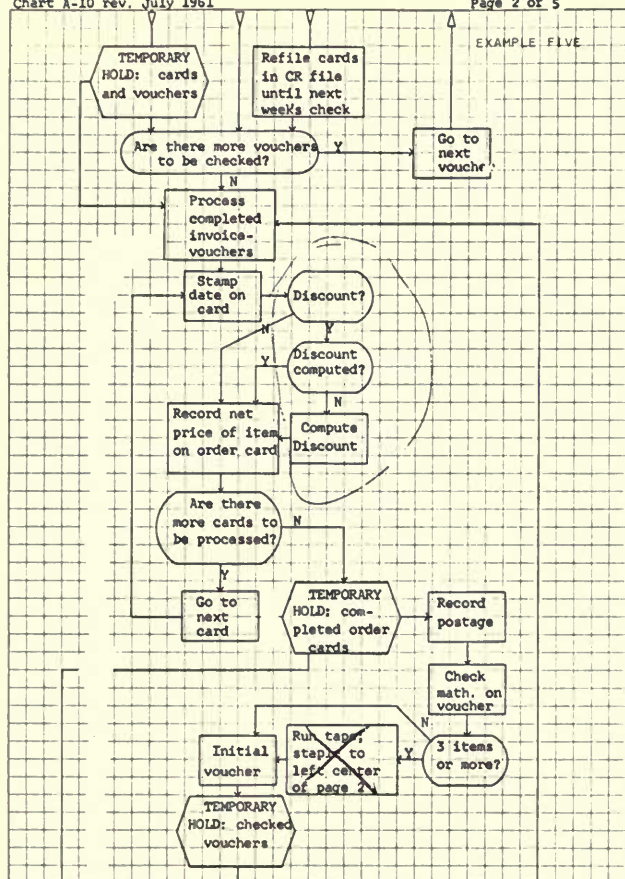 Chart A-10 rev. July 1961
Page 2 of 5
EXAMPLE FIVE
TEMPORARY
HOLD: cards
and vouchers
Refile cards
in CR file
until next
week's check
Are there more vouchers
to be checked?
Y
Go to
next
vouche
N
Process
completed
invoice-
vouchers
Stamp
date on
card
Discount?
N
Y
Discount
computed?
Y
N
Record net
price of item
on order card
Compute
Discount
Are there
more cards to
be processed?
N
Y
Go to
next
card
TEMPORARY
HOLD: com-
pleted order
cards
Record
postage
Check
math. on
voucher
N
3 items
or more?
Y
Run tape;
staple to
left center
of page 2
Initial
voucher
TEMPORARY
HOLD: checked
vouchers